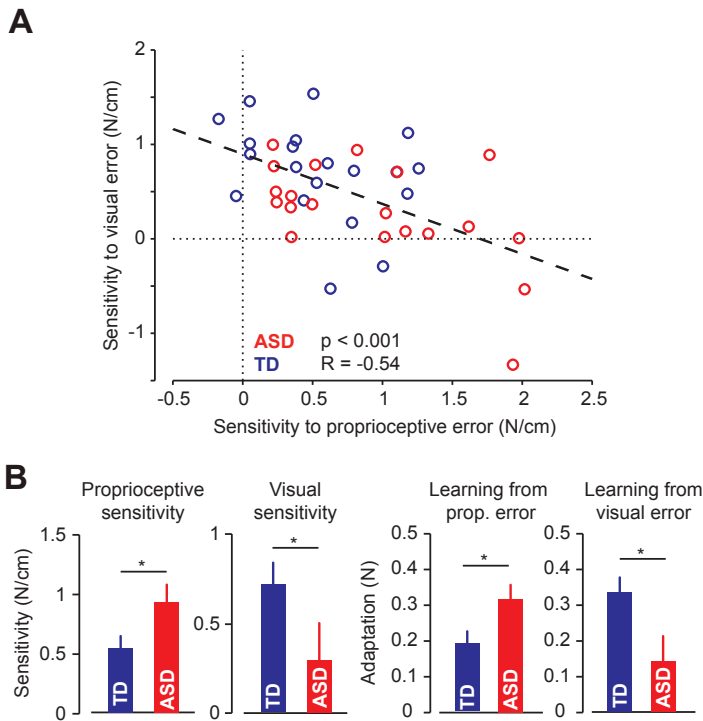 A
Sensitivity to visual error (N/cm)
2
1
0
-1
ASD p < 0.001
TD R = -0.54
-0.5 0 0.5 1 1.5 2 2.5
Sensitivity to proprioceptive error (N/cm)
B
Proprioceptive
sensitivity
Sensitivity (N/cm)
1.5
1
0.5
0
*
TD ASD
Visual
sensitivity
1
0.5
0
*
TD ASD
Learning from
prop. error
Adaptation (N)
0.5
0.4
0.3
0.2
0.1
0
*
TD ASD
Learning from
visual error
0.5
0.4
0.3
0.2
0.1
0
*
TD ASD